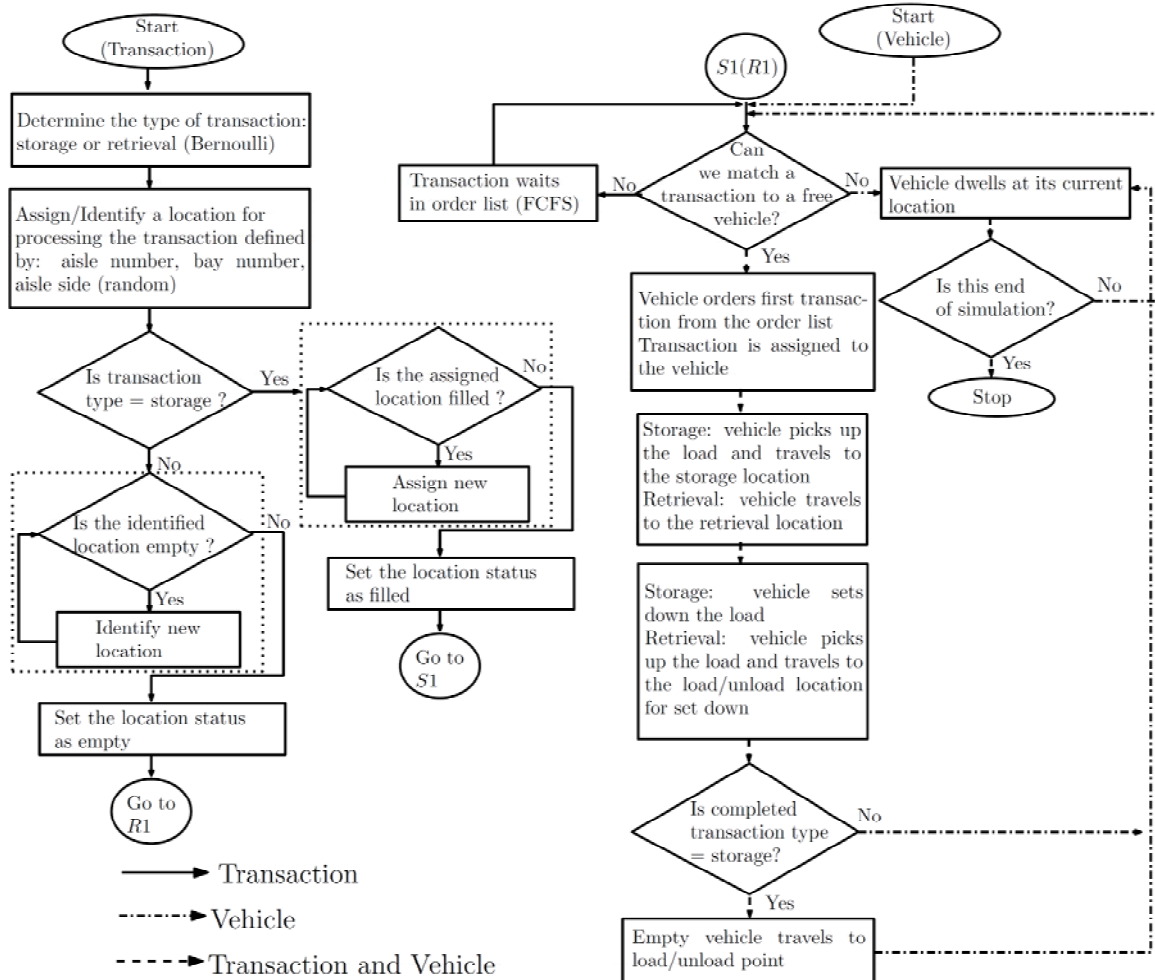 Start
(Transaction)
Determine the type of transaction:
storage or retrieval (Bernoulli)
Assign/Identify a location for
processing the transaction defined
by: aisle number, bay number,
aisle side (random)
Is transaction
type = storage ?
Yes
No
Is the assigned
location filled ?
No
Yes
Assign new
location
Set the location status
as filled
Go to
S1
Is the identified
location empty ?
No
Yes
Identify new
location
Set the location status
as empty
Go to
R1
Transaction
Vehicle
Transaction and Vehicle
S1(R1)
Start
(Vehicle)
Can
we match a
transaction to a free
vehicle?
No
Transaction waits
in order list (FCFS)
No
Vehicle dwells at its current
location
Is this end
of simulation?
No
Yes
Stop
Yes
Vehicle orders first transac-
tion from the order list
Transaction is assigned to
the vehicle
Storage: vehicle picks up
the load and travels to
the storage location
Retrieval: vehicle travels
to the retrieval location
Storage: vehicle sets
down the load
Retrieval: vehicle picks
up the load and travels to
the load/unload location
for set down
Is completed
transaction type
= storage?
No
Yes
Empty vehicle travels to
load/unload point